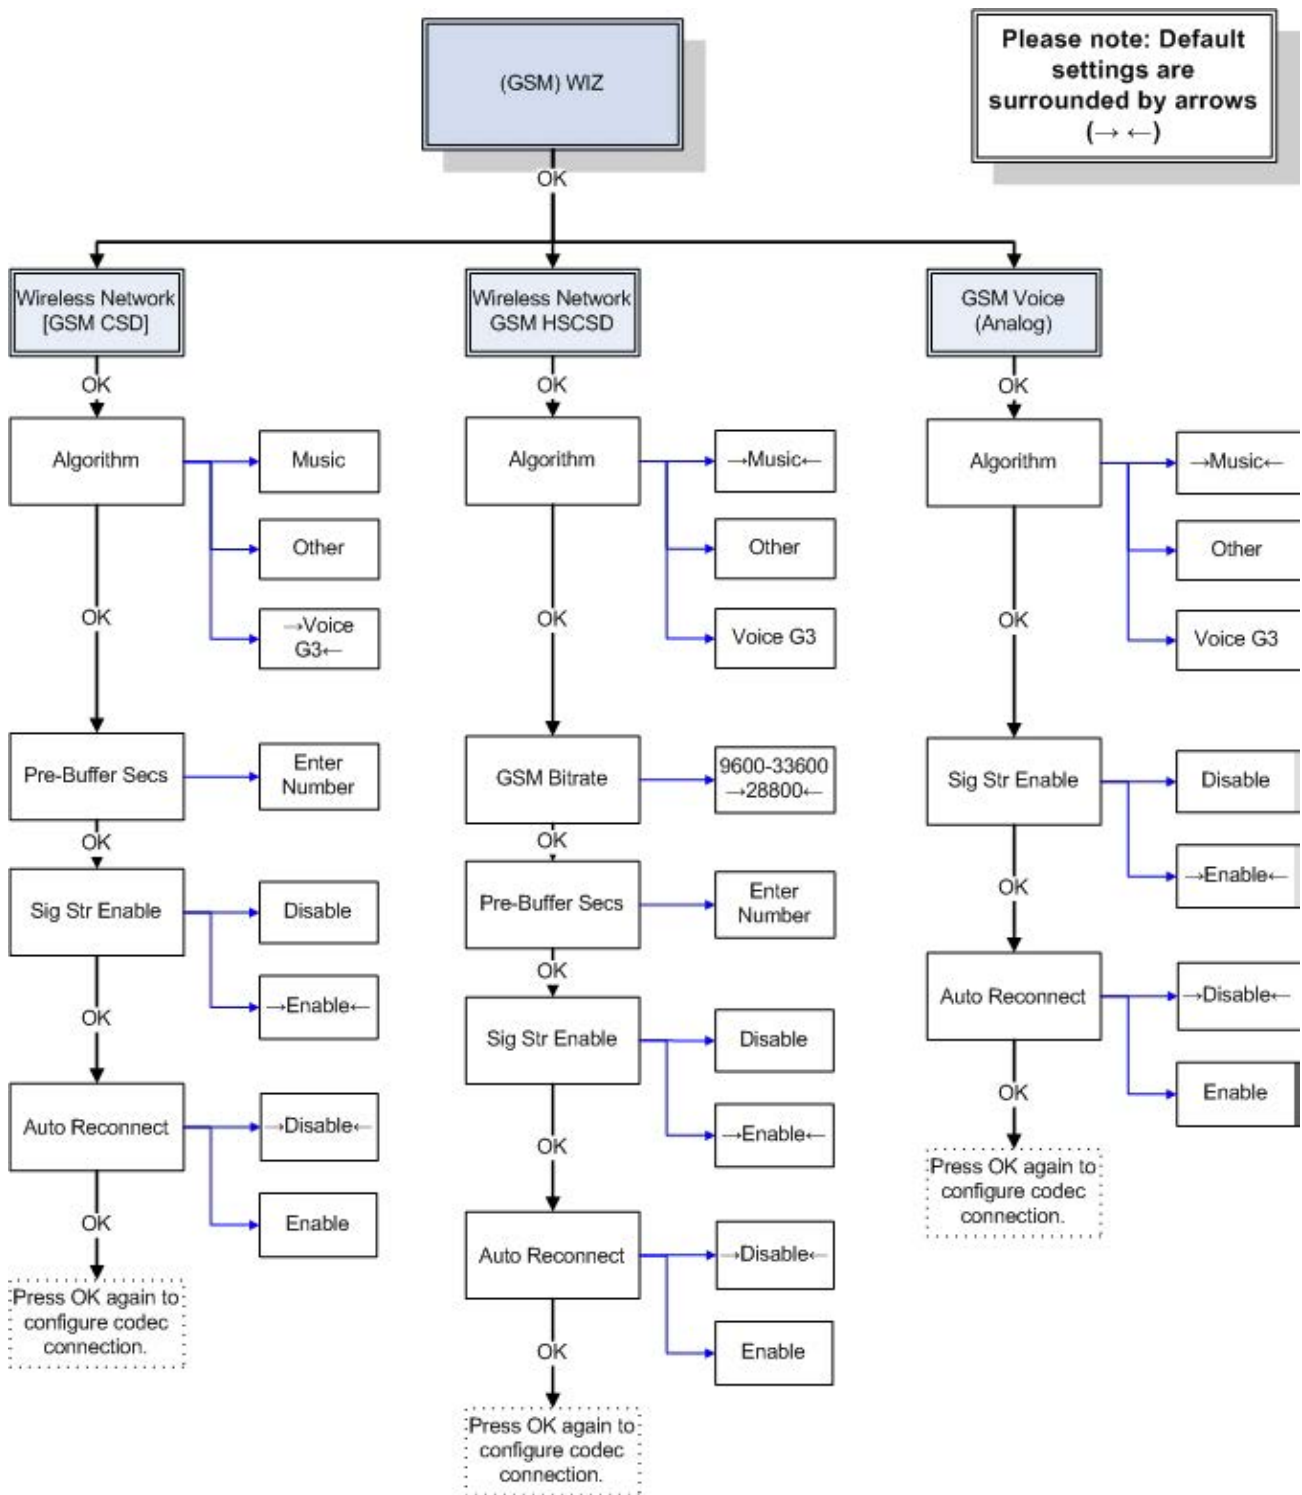 (GSM) WIZ
Please note: Default
settings are
surrounded by arrows
(→ ←)
OK
Wireless Network
[GSM CSD]
OK
Algorithm
Music
Other
→Voice
G3←
OK
Pre-Buffer Secs
Enter
Number
OK
Sig Str Enable
Disable
→Enable←
OK
Auto Reconnect
→Disable←
Enable
OK
Press OK again to
configure codec
connection.
Wireless Network
GSM HSCSD
OK
Algorithm
→Music←
Other
Voice G3
OK
GSM Bitrate
9600-33600
→28800←
OK
Pre-Buffer Secs
Enter
Number
OK
Sig Str Enable
Disable
→Enable←
OK
Auto Reconnect
→Disable←
Enable
OK
Press OK again to
configure codec
connection.
GSM Voice
(Analog)
OK
Algorithm
→Music←
Other
Voice G3
OK
Sig Str Enable
Disable
→Enable←
OK
Auto Reconnect
→Disable←
Enable
OK
Press OK again to
configure codec
connection.